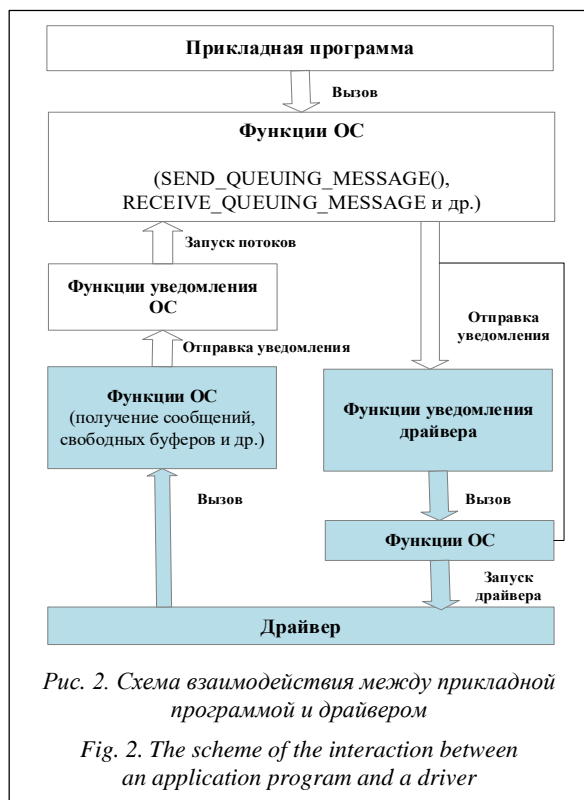 Прикладная программа
Вызов
Функции ОС
(SEND_QUEUING_MESSAGE(),
RECEIVE_QUEUING_MESSAGE и др.)
Запуск потоков
Функции уведомления
ОС
Отправка уведомления
Функции ОС
(получение сообщений,
свободных буферов и др.)
Вызов
Отправка
уведомления
Функции уведомления
драйвера
Вызов
Функции ОС
Запуск
драйвера
Драйвер
Рис. 2. Схема взаимодействия между прикладной
программой и драйвером
Fig. 2. The scheme of the interaction between
an application program and a driver